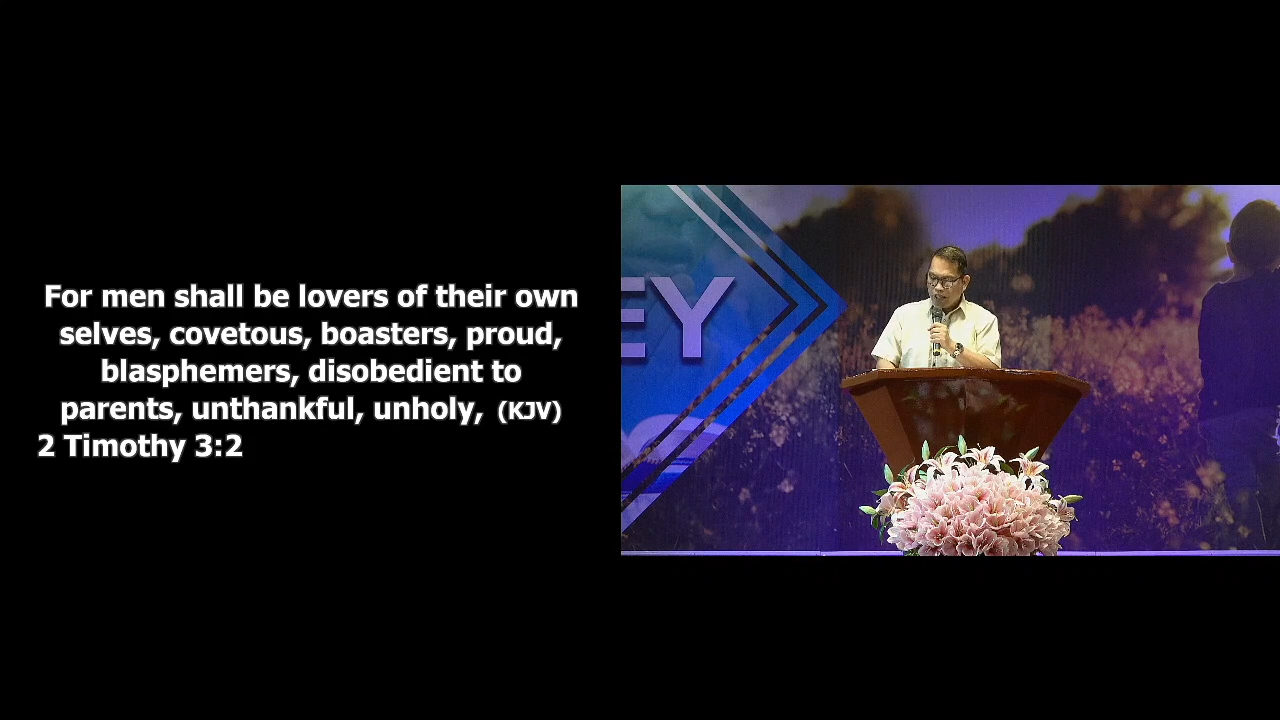 For men shall be lovers of their own
selves, covetous, boasters, proud,
blasphemers, disobedient to
parents, unthankful, unholy, (KJV)
2 Timothy 3:2
EY